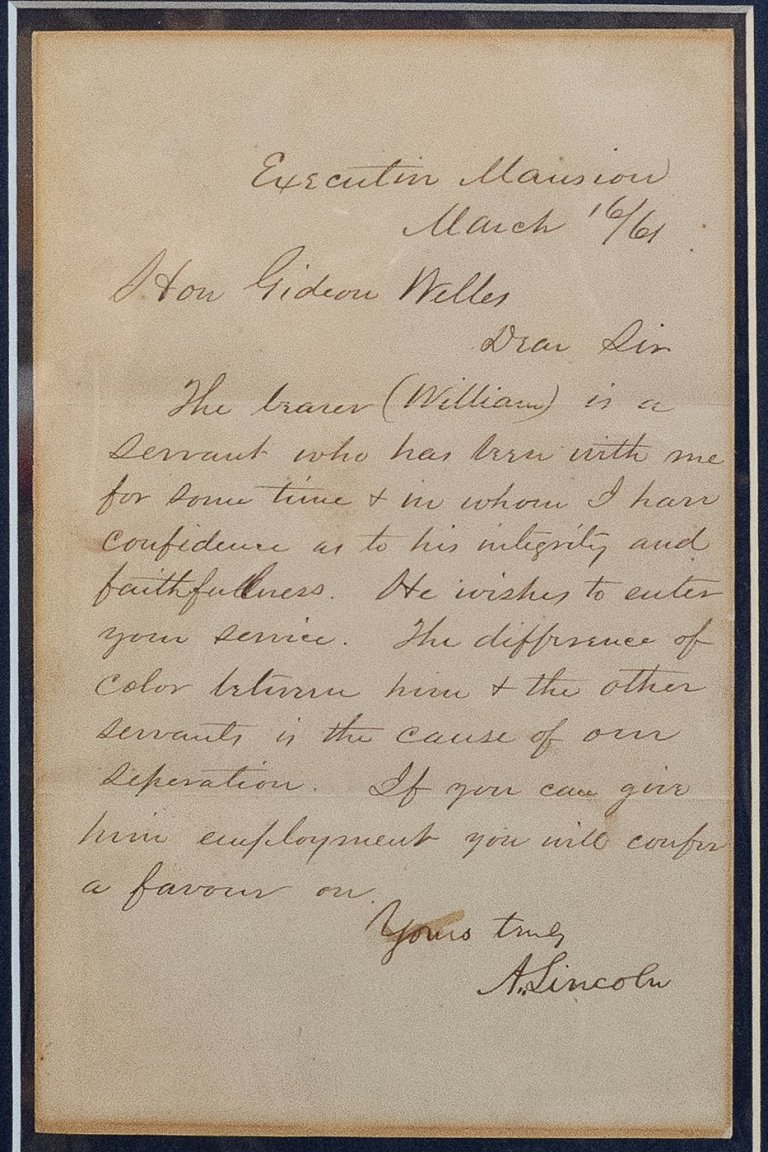 Executive Mansion
March 16/61
Hon Gideon Welles
Dear Sir
The bearer (William) is a
servant who has been with me
for some time & in whom I have
confidence as to his integrity and
faithfullness. He wishes to enter
your service. The difference of
color between him & the other
servants is the cause of our
seperation. If you can give
him employment you will confer
a favour on
Yours truly
A. Lincoln